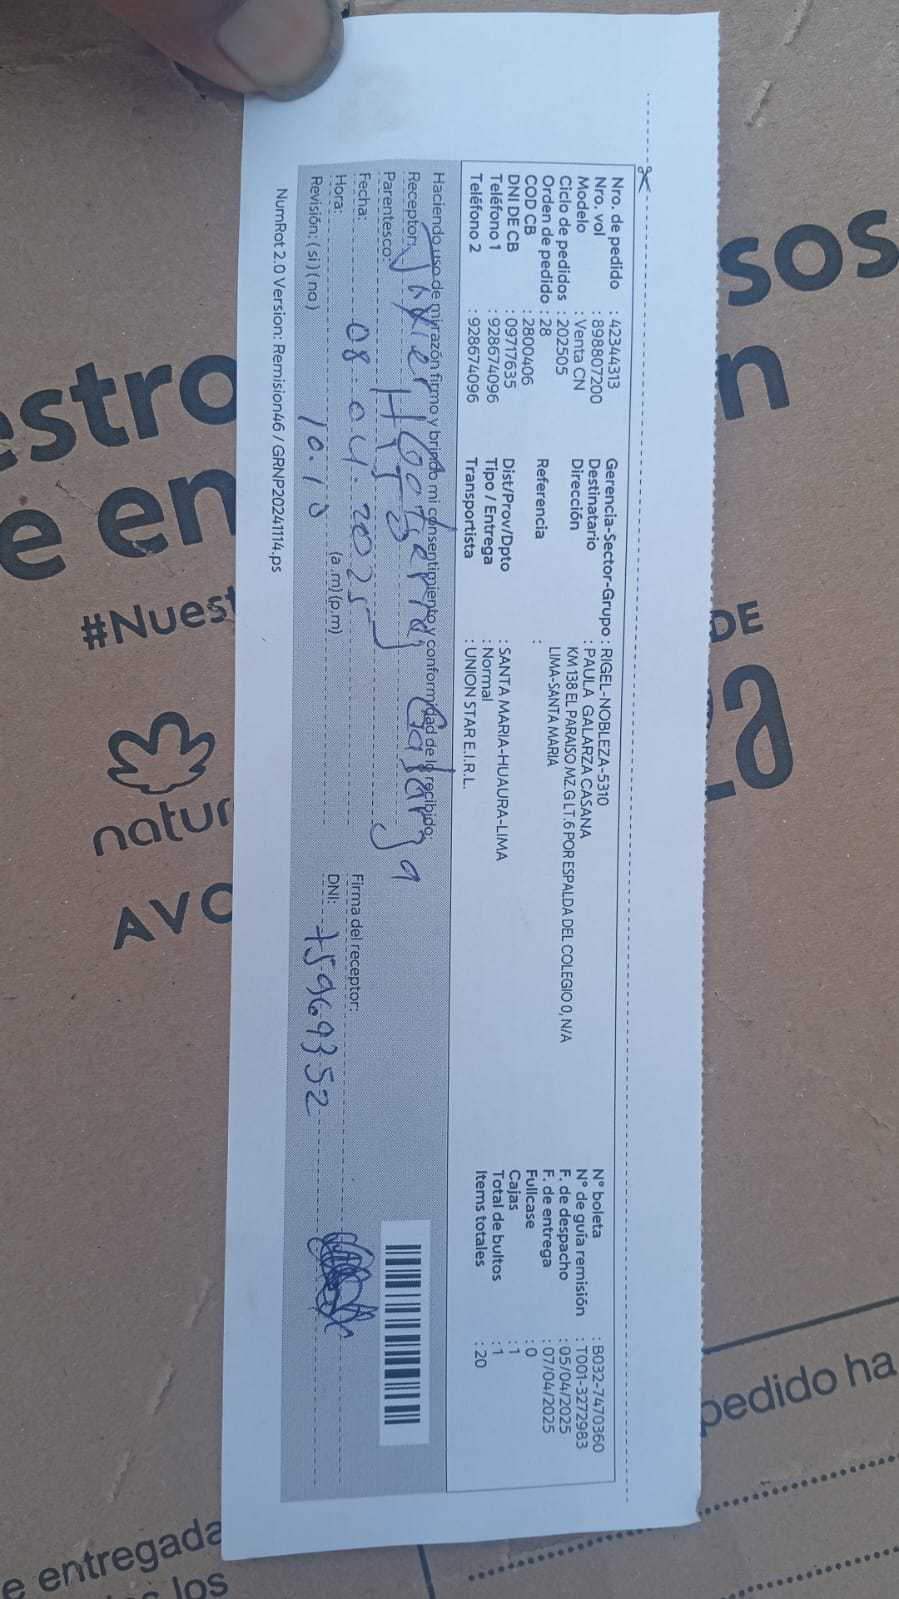 Nro. de pedido : 42344313
Nro. vol : 898807200
Modelo : Venta CN
Ciclo de pedidos : 202505
Orden de pedido : 28
COD CB : 2800406
DNI DE CB : 09717635
Teléfono 1 : 928674096
Teléfono 2 : 928674096
Gerencia-Sector-Grupo : RIGEL-NOBLEZA-5310
Destinatario : PAULA GALARZA CASANA
Dirección : KM 138 EL PARAISO MZ.G LT.6 POR ESPALDA DEL COLEGIO 0, N/A
LIMA-SANTA MARIA
Referencia :
Dist/Prov/Dpto : SANTA MARIA-HUAURA-LIMA
Tipo / Entrega : Normal
Transportista : UNION STAR E.I.R.L.
N° boleta : B032-7470360
N° de guía remisión : T001-3272983
F. de despacho : 05/04/2025
F. de entrega : 07/04/2025
Fullcase : 0
Cajas : 1
Total de bultos : 1
Items totales : 20
Haciendo uso de mi razón firmo y brindo mi consentimiento y conformidad de lo recibido:
Receptor: Javier Galarza
Parentesco: Hijo
Fecha: 08-04-2025
Firma del receptor:
Hora: 10.10 (a.m) (p.m)
DNI: 75969352
Revisión: (si) (no)
NumRot 2.0 Version: Remision46 / GRNP20241114.ps
estro
e en
#Nuest
natur
AVO
sos
n
DE
a
pedido ha
e entregada
los